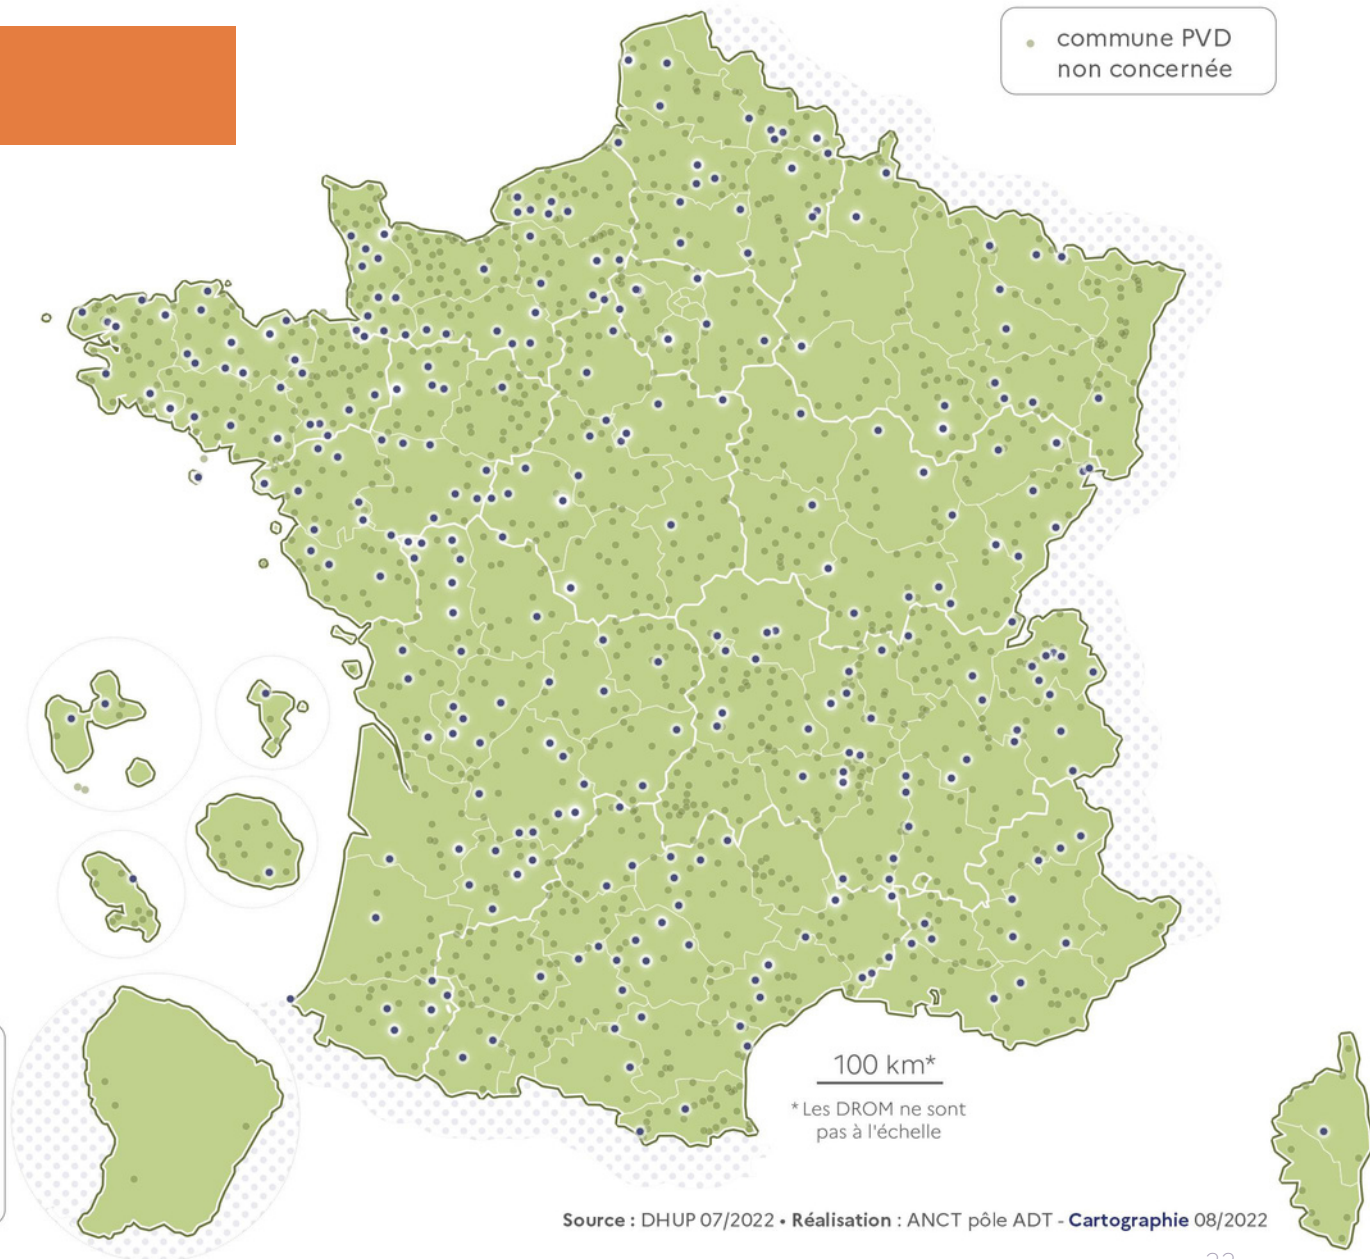 commune PVD
non concernée
100 km*
* Les DROM ne sont
pas à l'échelle
Source : DHUP 07/2022 • Réalisation : ANCT pôle ADT - Cartographie 08/2022